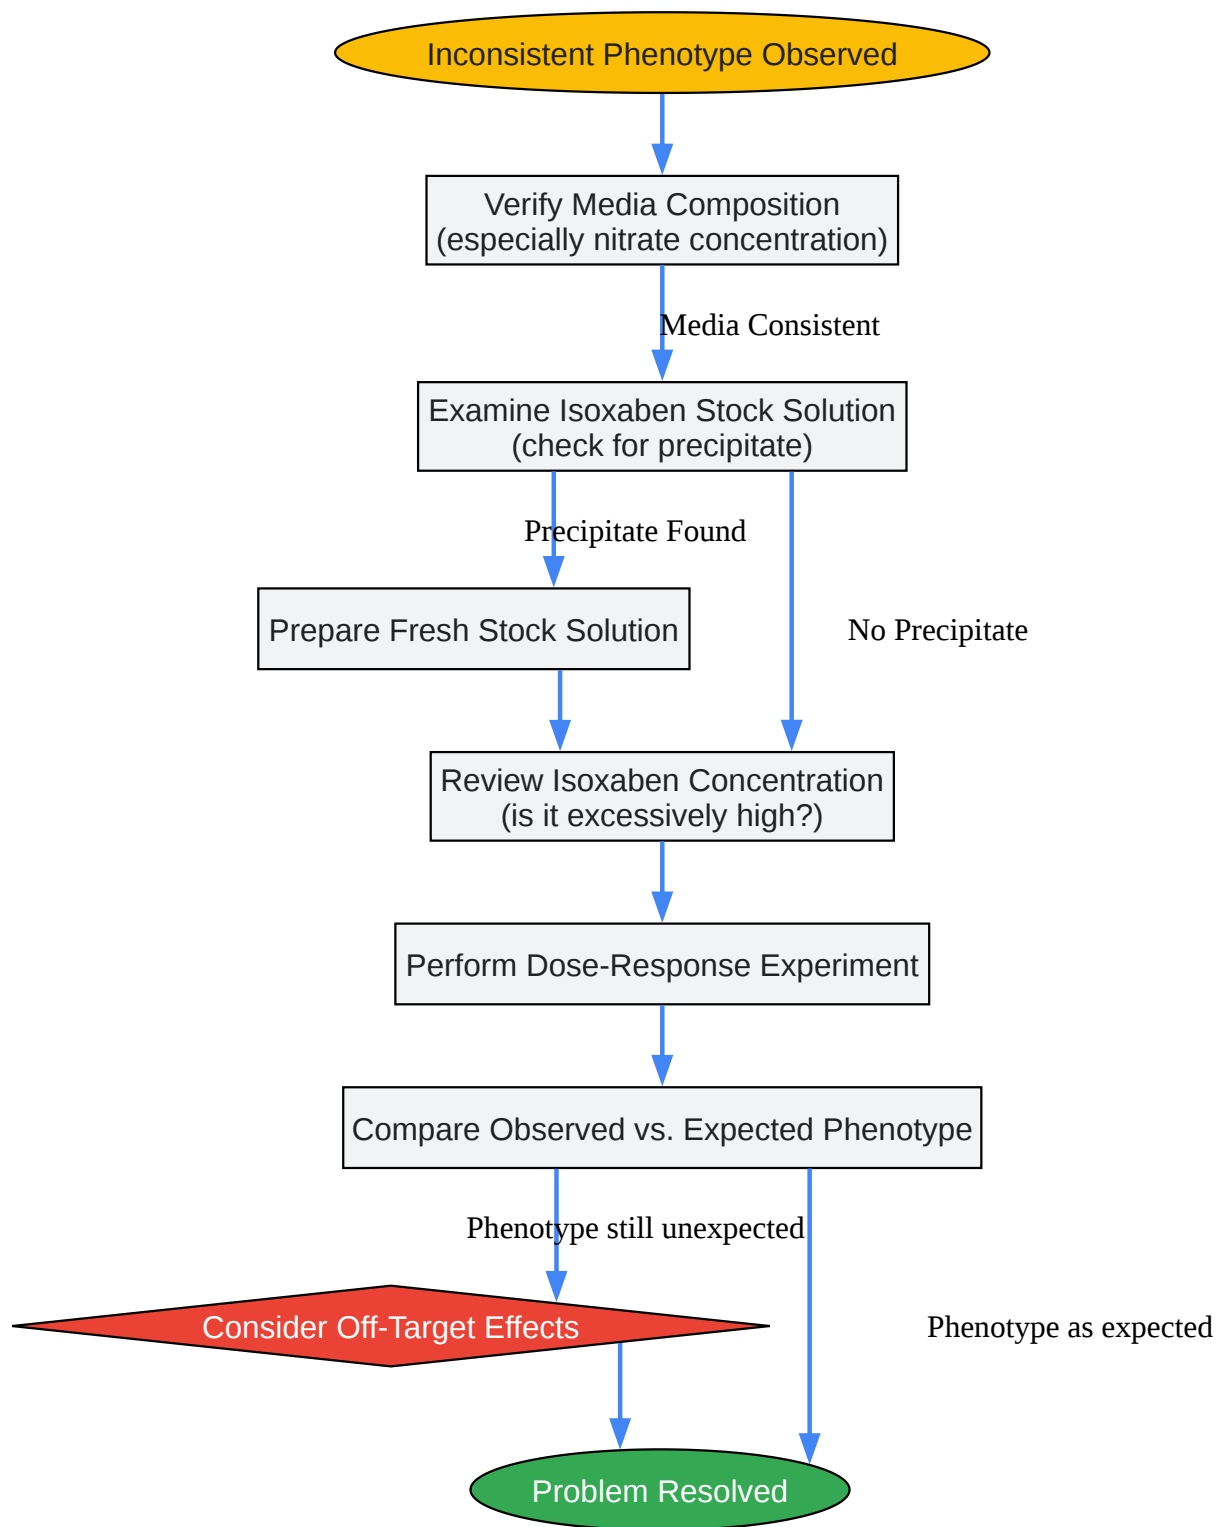 Inconsistent Phenotype Observed
Verify Media Composition
(especially nitrate concentration)
Media Consistent
Examine Isoxaben Stock Solution
(check for precipitate)
Precipitate Found
Prepare Fresh Stock Solution
No Precipitate
Review Isoxaben Concentration
(is it excessively high?)
Perform Dose-Response Experiment
Compare Observed vs. Expected Phenotype
Phenotype still unexpected
Consider Off-Target Effects
Phenotype as expected
Problem Resolved